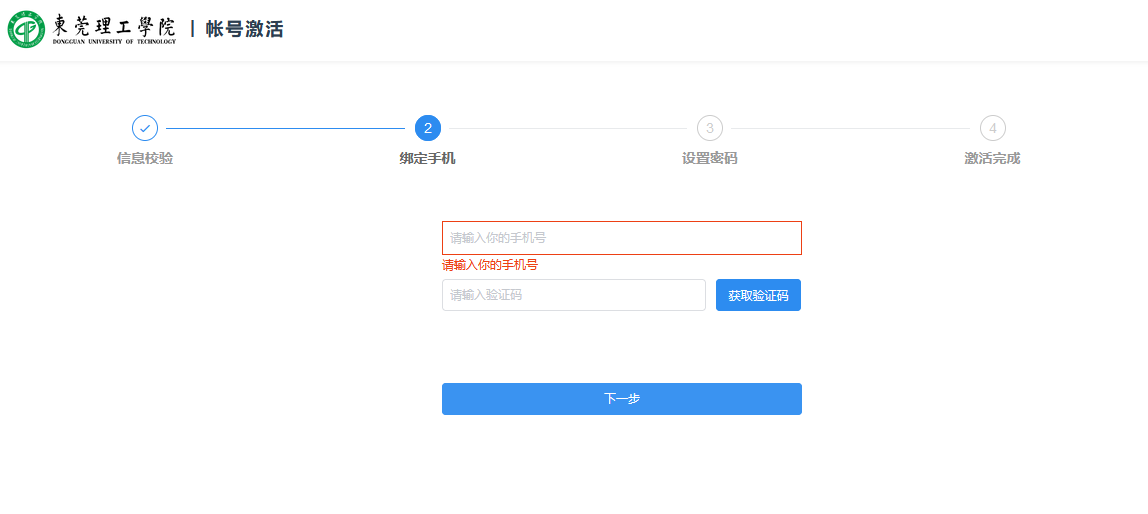 東莞理工學院 | 帐号激活
DONGGUAN UNIVERSITY OF TECHNOLOGY
2 3 4
信息校验 绑定手机 设置密码 激活完成
请输入你的手机号
请输入你的手机号
请输入验证码 获取验证码
下一步